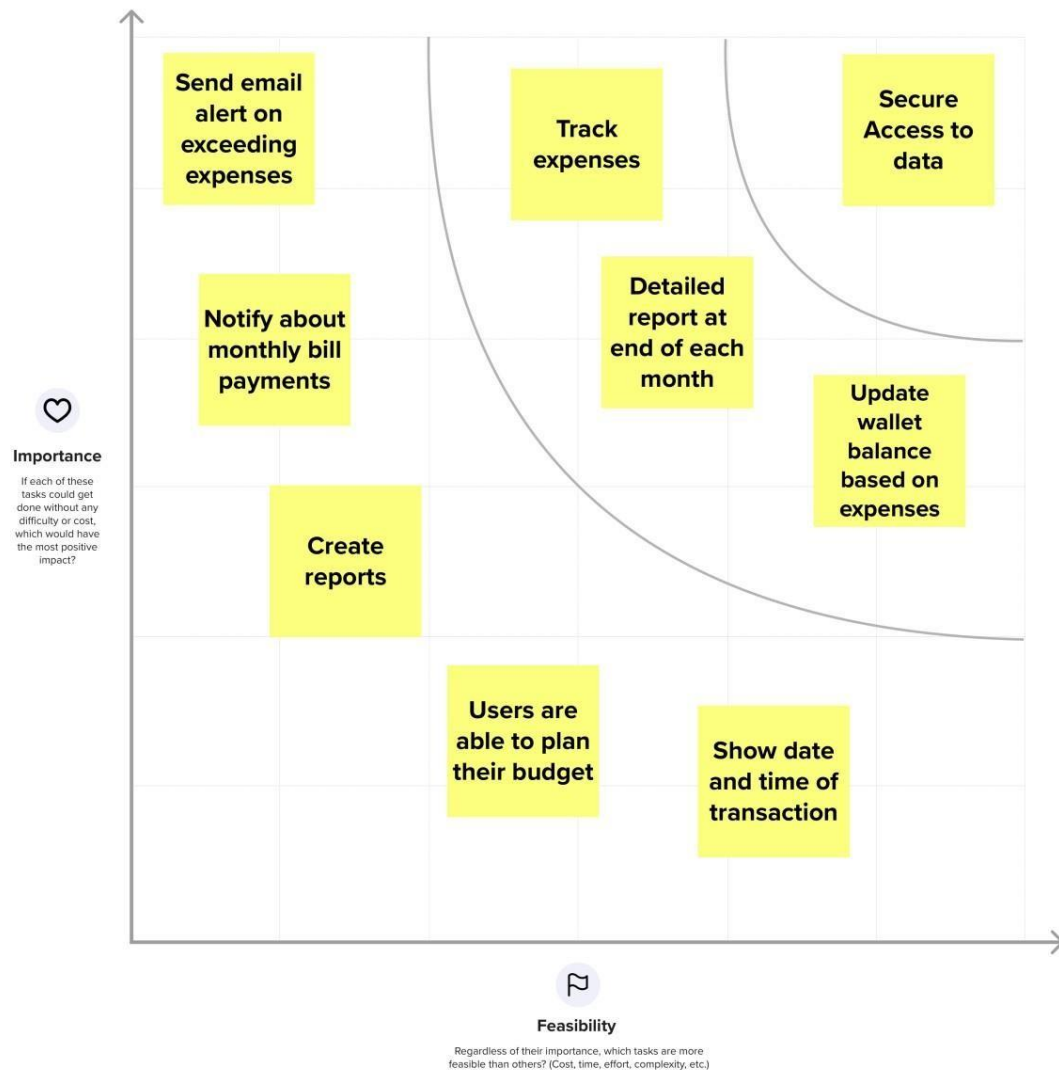 Send email
alert on
exceeding
expenses
Track
expenses
Secure
Access to
data
Notify about
monthly bill
payments
Detailed
report at
end of each
month
Update
wallet
balance
based on
expenses
Importance
If each of these
tasks could get
done without any
difficulty or cost,
which would have
the most positive
impact?
Create
reports
Users are
able to plan
their budget
Show date
and time of
transaction
Feasibility
Regardless of their importance, which tasks are more
feasible than others? (Cost, time, effort, complexity, etc.)